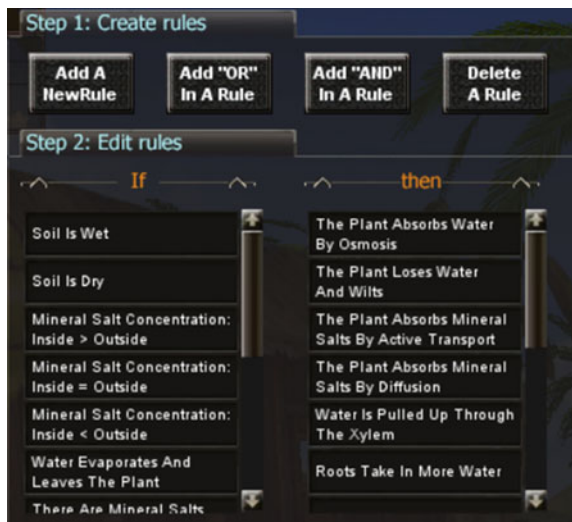 Step 1: Create rules
Add A
NewRule
Add "OR"
In A Rule
Add "AND"
In A Rule
Delete
A Rule
Step 2: Edit rules
If
Soil Is Wet
Soil Is Dry
Mineral Salt Concentration:
Inside > Outside
Mineral Salt Concentration:
Inside = Outside
Mineral Salt Concentration:
Inside < Outside
Water Evaporates And
Leaves The Plant
There Are Mineral Salts
then
The Plant Absorbs Water
By Osmosis
The Plant Loses Water
And Wilts
The Plant Absorbs Mineral
Salts By Active Transport
The Plant Absorbs Mineral
Salts By Diffusion
Water Is Pulled Up Through
The Xylem
Roots Take In More Water